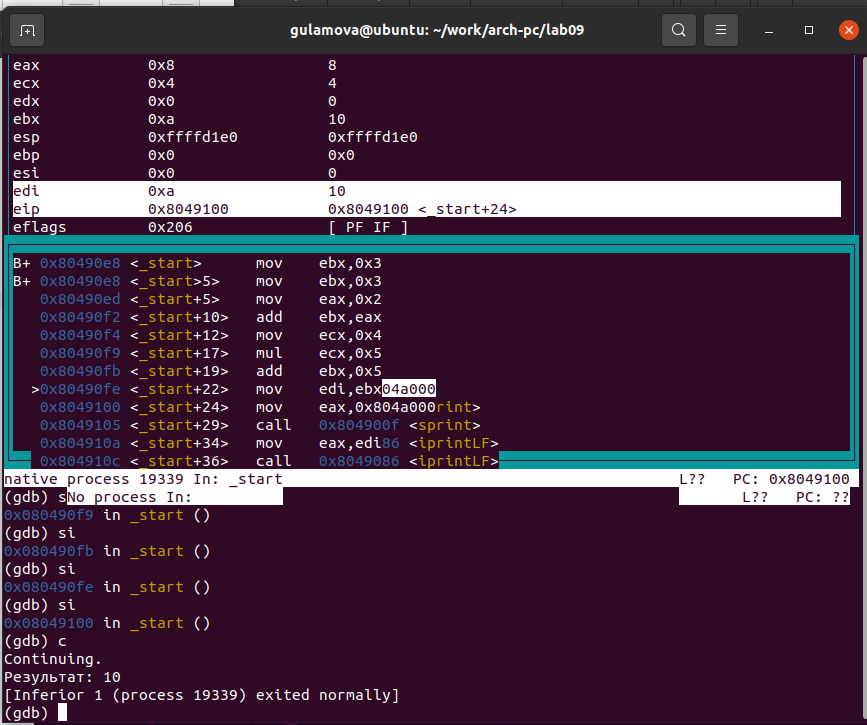 gulamova@ubuntu: ~/work/arch-pc/lab09
eax 0x8 8
ecx 0x4 4
edx 0x0 0
ebx 0xa 10
esp 0xffffd1e0 0xffffd1e0
ebp 0x0 0x0
esi 0x0 0
edi 0xa 10
eip 0x8049100 0x8049100 <_start+24>
eflags 0x206 [ PF IF ]
B+ 0x80490e8 <_start> mov ebx,0x3
B+ 0x80490e8 <_start>5> mov ebx,0x3
0x80490ed <_start+5> mov eax,0x2
0x80490f2 <_start+10> add ebx,eax
0x80490f4 <_start+12> mov ecx,0x4
0x80490f9 <_start+17> mul ecx,0x5
0x80490fb <_start+19> add ebx,0x5
>0x80490fe <_start+22> mov edi,ebx04a000
0x8049100 <_start+24> mov eax,0x804a000rint>
0x8049105 <_start+29> call 0x804900f <sprint>
0x804910a <_start+34> mov eax,edi86 <iprintLF>
0x804910c <_start+36> call 0x8049086 <iprintLF>
native process 19339 In: _start L?? PC: 0x8049100
(gdb) sNo process In: L?? PC: ??
0x080490f9 in _start ()
(gdb) si
0x080490fb in _start ()
(gdb) si
0x080490fe in _start ()
(gdb) si
0x08049100 in _start ()
(gdb) c
Continuing.
Результат: 10
[Inferior 1 (process 19339) exited normally]
(gdb)